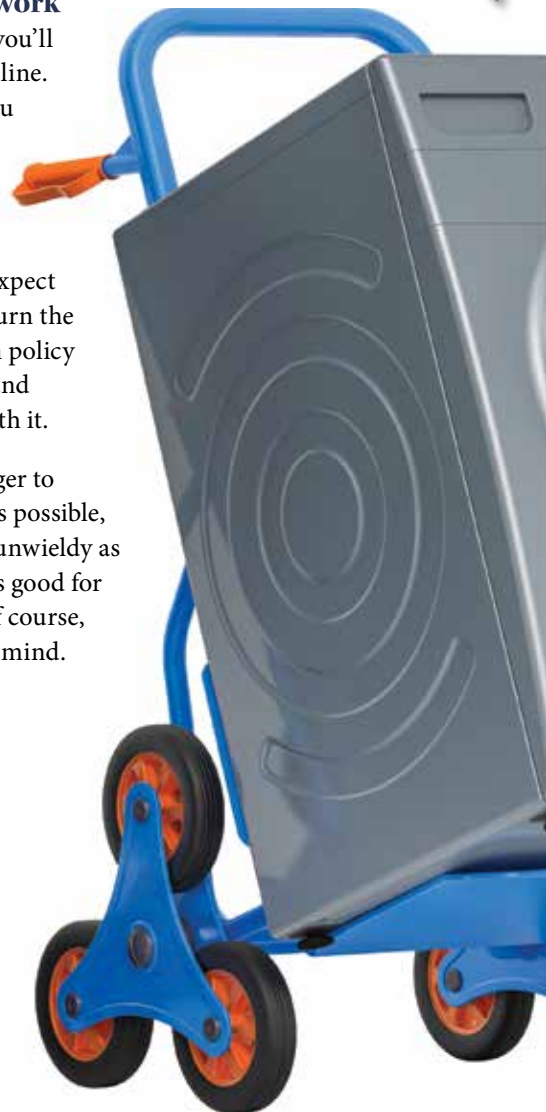 work
you’ll
line.
u
xpect
urn the
n policy
nd
th it.
ger to
s possible,
unwieldy as
s good for
f course,
mind.